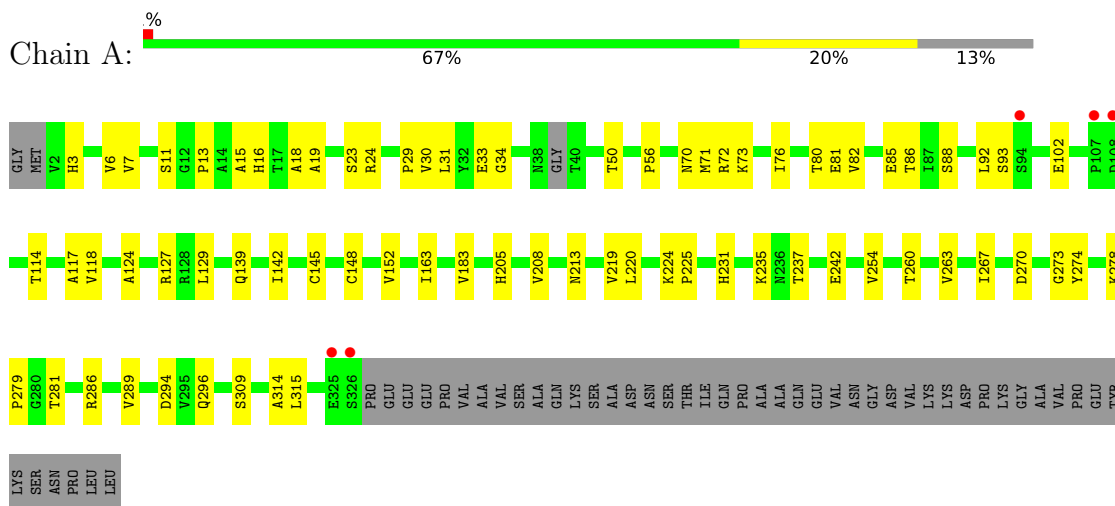 .%
Chain A:
67% 20% 13%
GLY MET V2 H3 V6 V7 S11 G12 P13 A14 A15 H16 T17 A18 A19 S23 R24 P29 V30 L31 Y32 E33 G34 N38 GLY T40 T50 P56 N70 M71 R72 K73 I76 T80 E81 V82 E85 T86 I87 S88 L92 S93 S94 E102 P107 D108
T114 A117 V118 A124 R127 R128 L129 Q139 I142 C145 C148 V152 I163 V183 H205 V208 N213 V219 L220 K224 P225 H231 K235 N236 T237 E242 V254 T260 V263 I267 D270 G273 Y274 K278
P279 G280 T281 R286 V289 D294 V295 Q296 S309 A314 L315 E325 S326 PRO GLU GLU GLU PRO VAL ALA VAL SER ALA GLN LYS SER ALA ASP ASN SER THR ILE GLN PRO ALA ALA GLN GLU VAL ASN GLY ASP VAL LYS LYS ASP PRO LYS GLY ALA VAL PRO GLU TYR
LYS SER ASN PRO LEU LEU